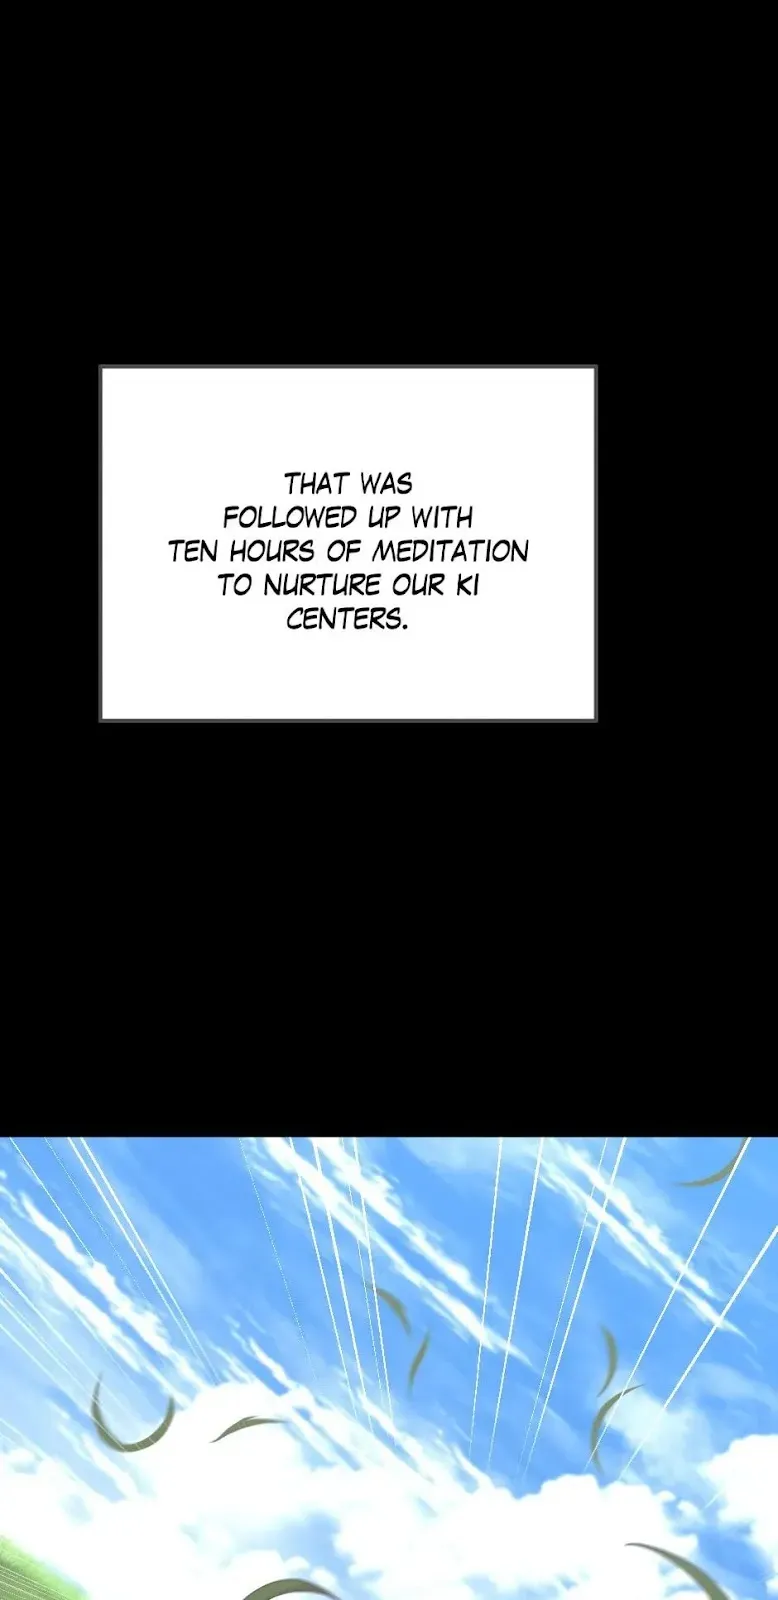 THAT WAS
FOLLOWED UP WITH
TEN HOURS OF MEDITATION
TO NURTURE OUR KI
CENTERS.